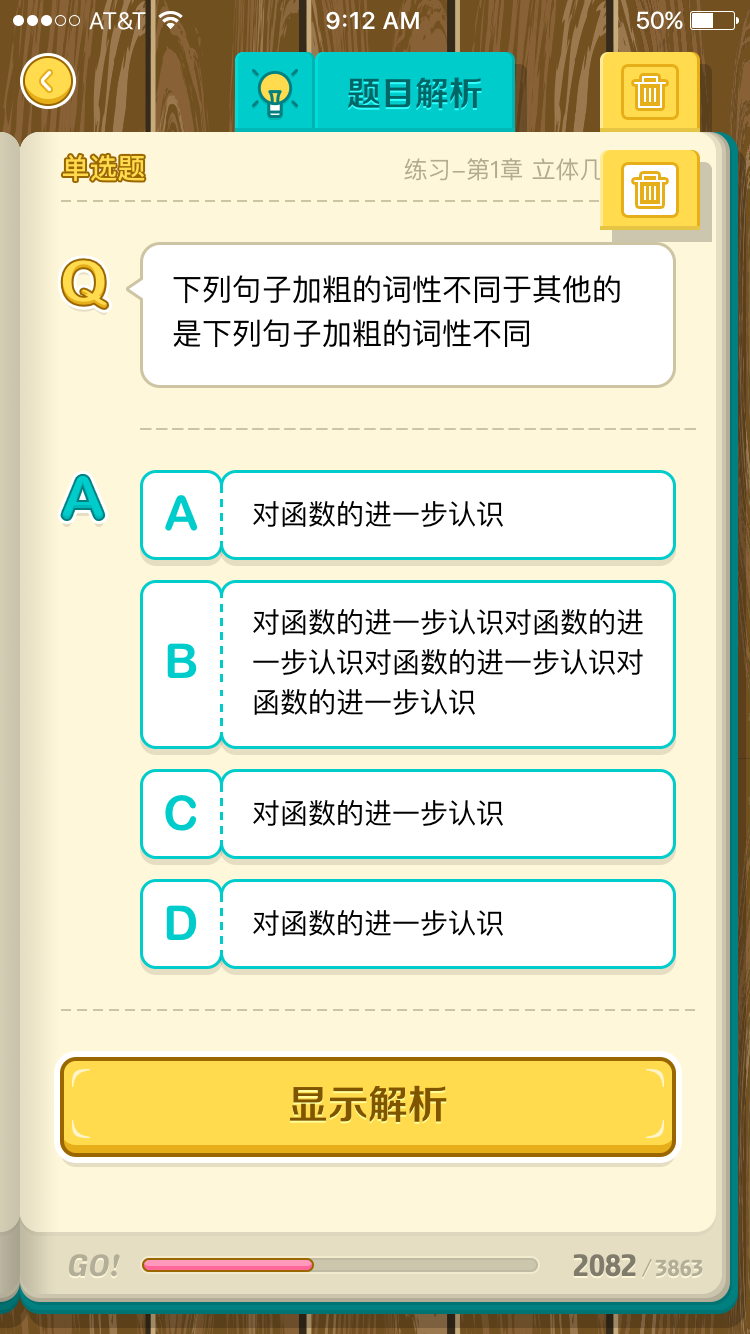 AT&T 9:12 AM 50%
题目解析
单选题 练习–第1章 立体几
Q 下列句子加粗的词性不同于其他的
是下列句子加粗的词性不同
A
A 对函数的进一步认识
B 对函数的进一步认识对函数的进
一步认识对函数的进一步认识对
函数的进一步认识
C 对函数的进一步认识
D 对函数的进一步认识
显示解析
GO! 2082 / 3863